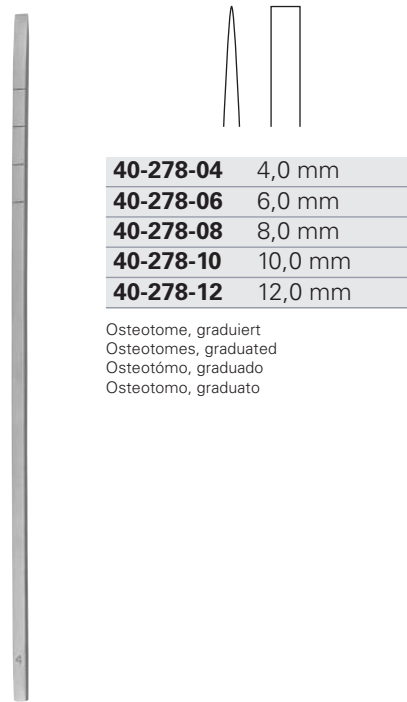 40-278-04 4,0 mm
40-278-06 6,0 mm
40-278-08 8,0 mm
40-278-10 10,0 mm
40-278-12 12,0 mm
Osteotome, graduiert
Osteotomes, graduated
Osteotómo, graduado
Osteotomo, graduato
4